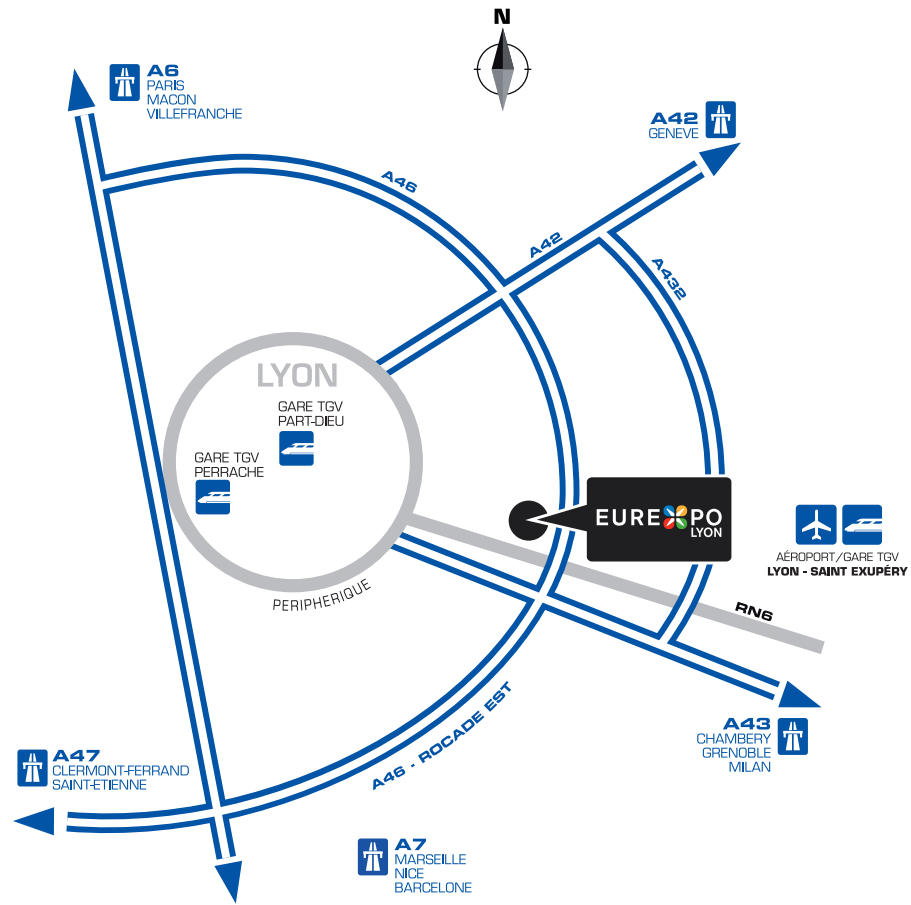 N
A6
PARIS
MACON
VILLEFRANCHE
A42
GENEVE
A46
A42
A432
LYON
GARE TGV
PART-DIEU
GARE TGV
PERRACHE
EUREXPO
LYON
AÉROPORT/GARE TGV
LYON - SAINT EXUPÉRY
PERIPHERIQUE
RN6
A46 - ROCADE EST
A43
CHAMBERY
GRENOBLE
MILAN
A47
CLERMONT-FERRAND
SAINT-ETIENNE
A7
MARSEILLE
NICE
BARCELONE